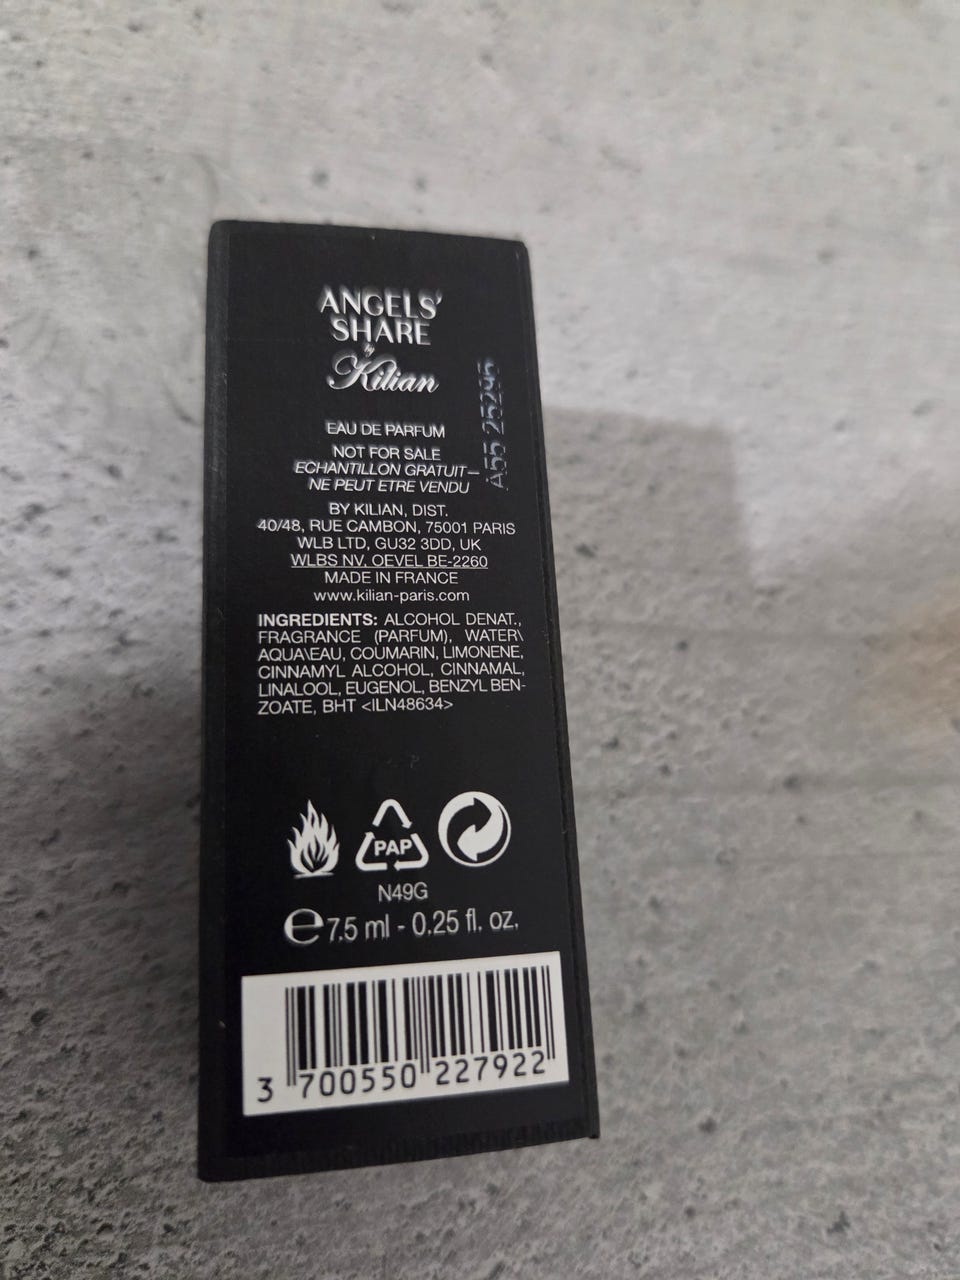 ANGELS'
SHARE
by
Kilian
A55 25295
EAU DE PARFUM
NOT FOR SALE
ECHANTILLON GRATUIT–
NE PEUT ETRE VENDU
BY KILIAN, DIST.
40/48, RUE CAMBON, 75001 PARIS
WLB LTD, GU32 3DD, UK
WLBS NV, OEVEL BE-2260
MADE IN FRANCE
www.kilian-paris.com
INGREDIENTS: ALCOHOL DENAT.,
FRAGRANCE (PARFUM), WATER\
AQUA\EAU, COUMARIN, LIMONENE,
CINNAMYL ALCOHOL, CINNAMAL,
LINALOOL, EUGENOL, BENZYL BEN-
ZOATE, BHT <ILN48634>
PAP
N49G
e 7.5 ml - 0.25 fl. oz.
3 700550 227922